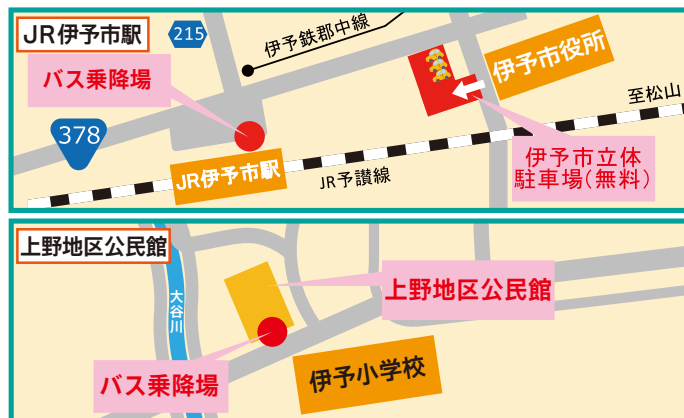 JR伊予市駅
215
伊予鉄郡中線
バス乗降場
伊予市役所
至松山
378
伊予市立体
駐車場(無料)
JR伊予市駅
JR予讃線
上野地区公民館
大谷川
上野地区公民館
バス乗降場
伊予小学校